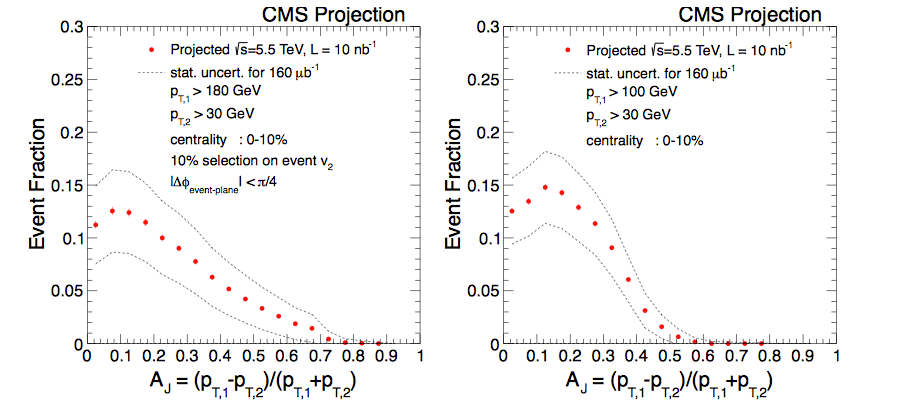 CMS Projection
Projected √s=5.5 TeV, L = 10 nb⁻¹
stat. uncert. for 160 μb⁻¹
p_T,1 > 180 GeV
p_T,2 > 30 GeV
centrality : 0-10%
10% selection on event v₂
|Δϕ_event-plane| < π/4
Event Fraction
0.3
0.25
0.2
0.15
0.1
0.05
0
0 0.1 0.2 0.3 0.4 0.5 0.6 0.7 0.8 0.9 1
A_J = (p_T,1-p_T,2)/(p_T,1+p_T,2)
CMS Projection
Projected √s=5.5 TeV, L = 10 nb⁻¹
stat. uncert. for 160 μb⁻¹
p_T,1 > 100 GeV
p_T,2 > 30 GeV
centrality : 0-10%
Event Fraction
0.3
0.25
0.2
0.15
0.1
0.05
0
0 0.1 0.2 0.3 0.4 0.5 0.6 0.7 0.8 0.9 1
A_J = (p_T,1-p_T,2)/(p_T,1+p_T,2)